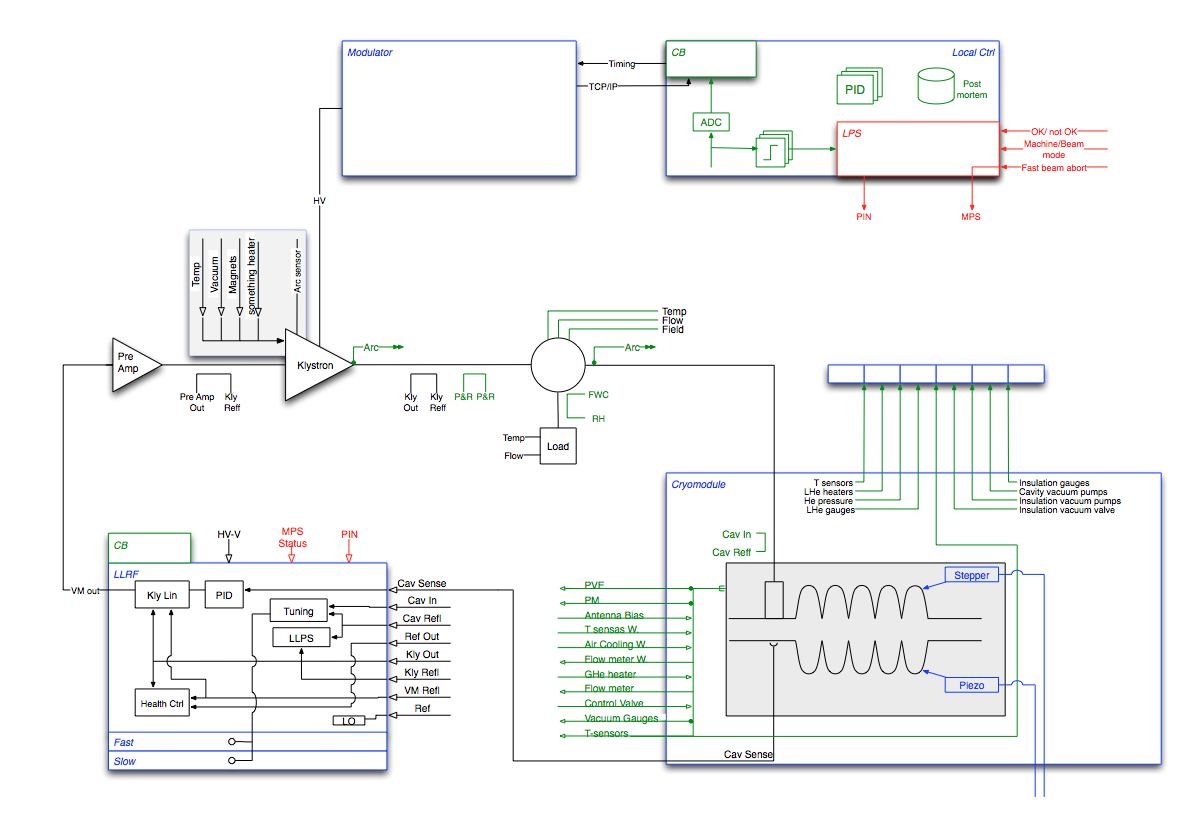 Modulator
CB
Local Ctrl
Timing
TCP/IP
PID
Post
mortem
ADC
LPS
OK/ not OK
Machine/Beam
mode
Fast beam abort
PIN
MPS
HV
Temp
Vacuum
Magnets
something heater
Arc sensor
Pre
Amp
Klystron
Arc
Pre Amp
Out
Kly
Reff
Kly
Out
Kly
Reff
P&R P&R
Temp
Flow
Field
Arc
FWC
RH
Load
Temp
Flow
T sensors
LHe heaters
He pressure
LHe gauges
Insulation gauges
Cavity vacuum pumps
Insulation vacuum pumps
Insulation vacuum valve
Cryomodule
Cav In
Cav Reff
Stepper
Piezo
PVF
PM
Antenna Bias
T sensas W.
Air Cooling W.
Flow meter W.
GHe heater
Flow meter
Control Valve
Vacuum Gauges
T-sensors
Cav Sense
CB
HV-V
MPS
Status
PIN
LLRF
VM out
Kly Lin
PID
Tuning
LLPS
Health Ctrl
LO
Cav Sense
Cav In
Cav Refl
Ref Out
Kly Out
Kly Refl
VM Refl
Ref
Fast
Slow